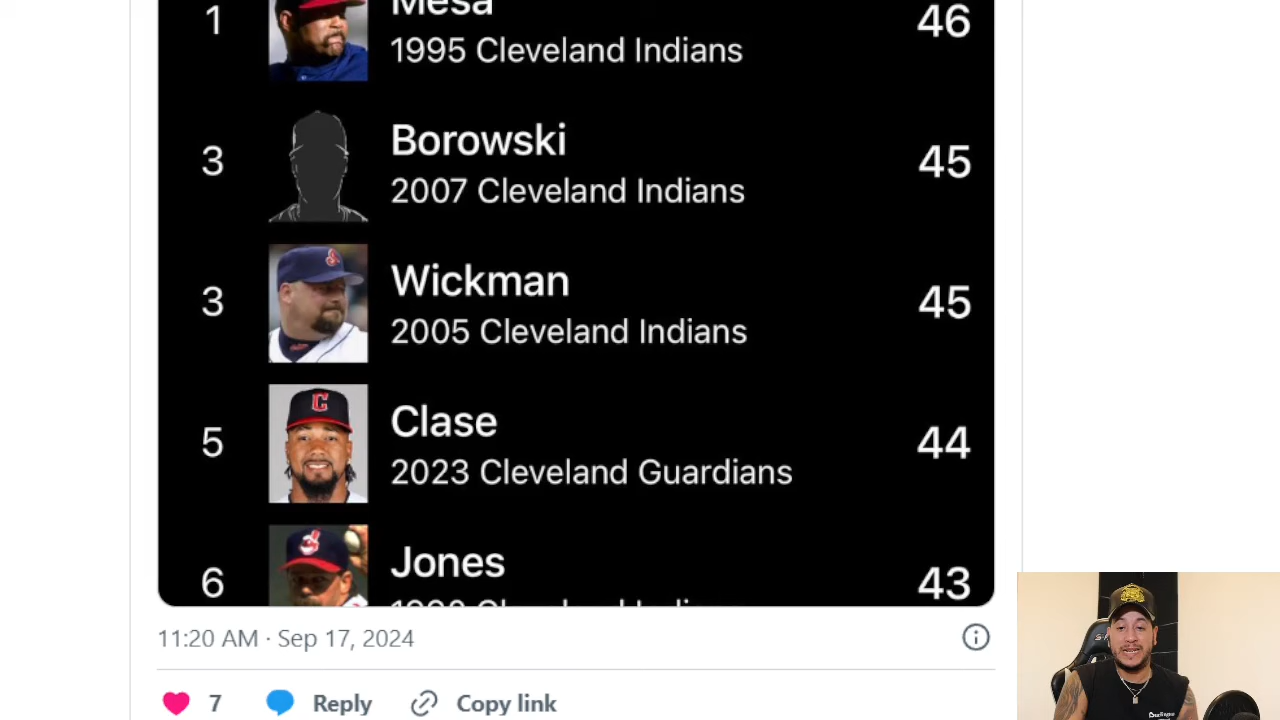 1
Mesa
46
1995 Cleveland Indians
3
Borowski
45
2007 Cleveland Indians
3
Wickman
45
2005 Cleveland Indians
C
5
Clase
44
2023 Cleveland Guardians
6
Jones
43
11:20 AM · Sep 17, 2024
7
Reply
Copy link